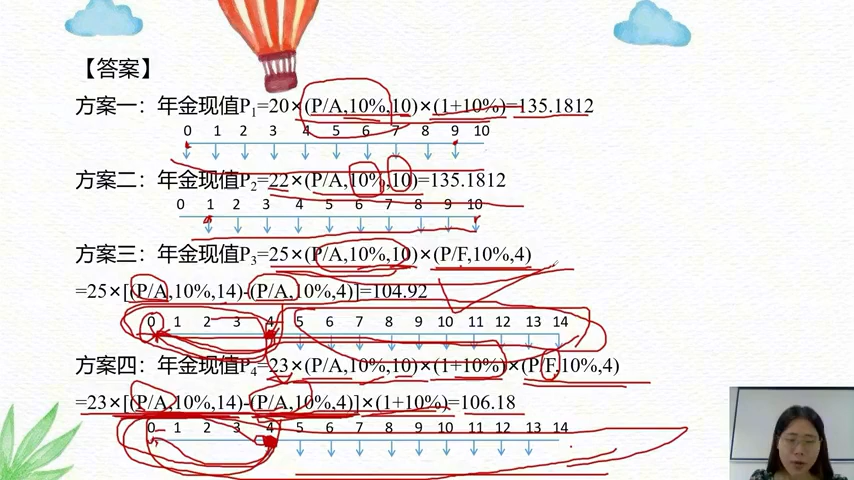 【答案】
方案一：年金现值P1=20×(P/A,10%,10)×(1+10%)=135.1812
0 1 2 3 4 5 6 7 8 9 10
方案二：年金现值P2=22×(P/A,10%,10)=135.1812
0 1 2 3 4 5 6 7 8 9 10
方案三：年金现值P3=25×(P/A,10%,10)×(P/F,10%,4)
=25×[(P/A,10%,14)-(P/A,10%,4)]=104.92
0 1 2 3 4 5 6 7 8 9 10 11 12 13 14
方案四：年金现值P4=23×(P/A,10%,10)×(1+10%)×(P/F,10%,4)
=23×[(P/A,10%,14)-(P/A,10%,4)]×(1+10%)=106.18
0 1 2 3 4 5 6 7 8 9 10 11 12 13 14